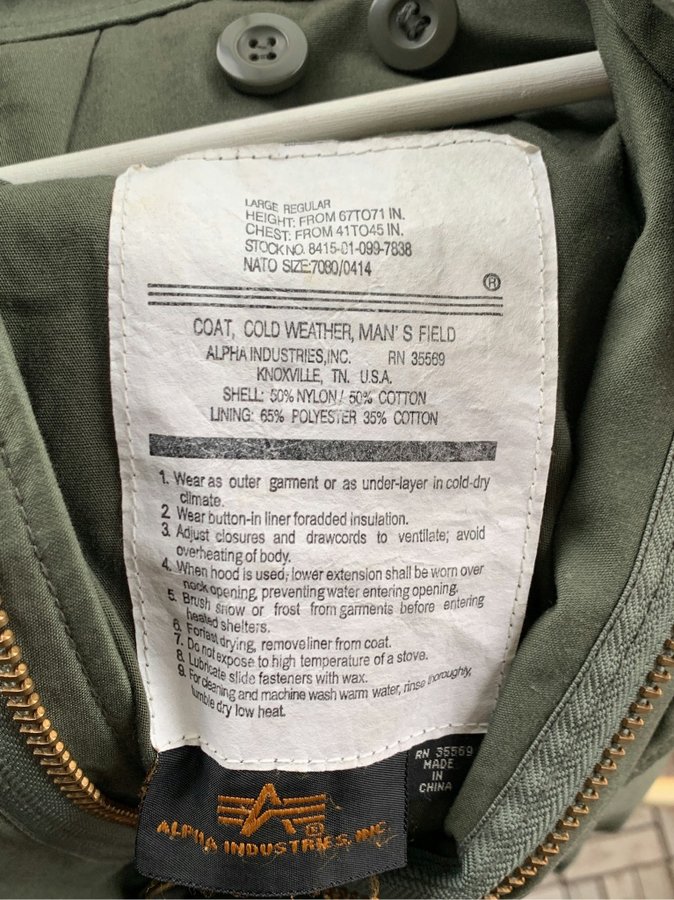 LARGE REGULAR
HEIGHT: FROM 67TO71 IN.
CHEST: FROM 41TO45 IN.
STOCK NO. 8415-01-099-7838
NATO SIZE:7080/0414
®
COAT, COLD WEATHER, MAN'S FIELD
ALPHA INDUSTRIES,INC. RN 35569
KNOXVILLE, TN. U.S.A.
SHELL: 50% NYLON/ 50% COTTON
LINING: 65% POLYESTER 35% COTTON
1. Wear as outer garment or as under-layer in cold-dry
climate.
2. Wear button-in liner foradded insulation.
3. Adjust closures and drawcords to ventilate; avoid
overheating of body.
4. When hood is used, lower extension shall be worn over
neck opening, preventing water entering opening.
5. Brush snow or frost from garments before entering
heated shelters.
6. Forfast drying, remove liner from coat.
7. Do not expose to high temperature of a stove.
8. Lubricate slide fasteners with wax.
9. For cleaning and machine wash warm water, rinse thoroughly,
tumble dry low heat.
RN 35569
MADE
IN
CHINA
ALPHA INDUSTRIES, INC.
®